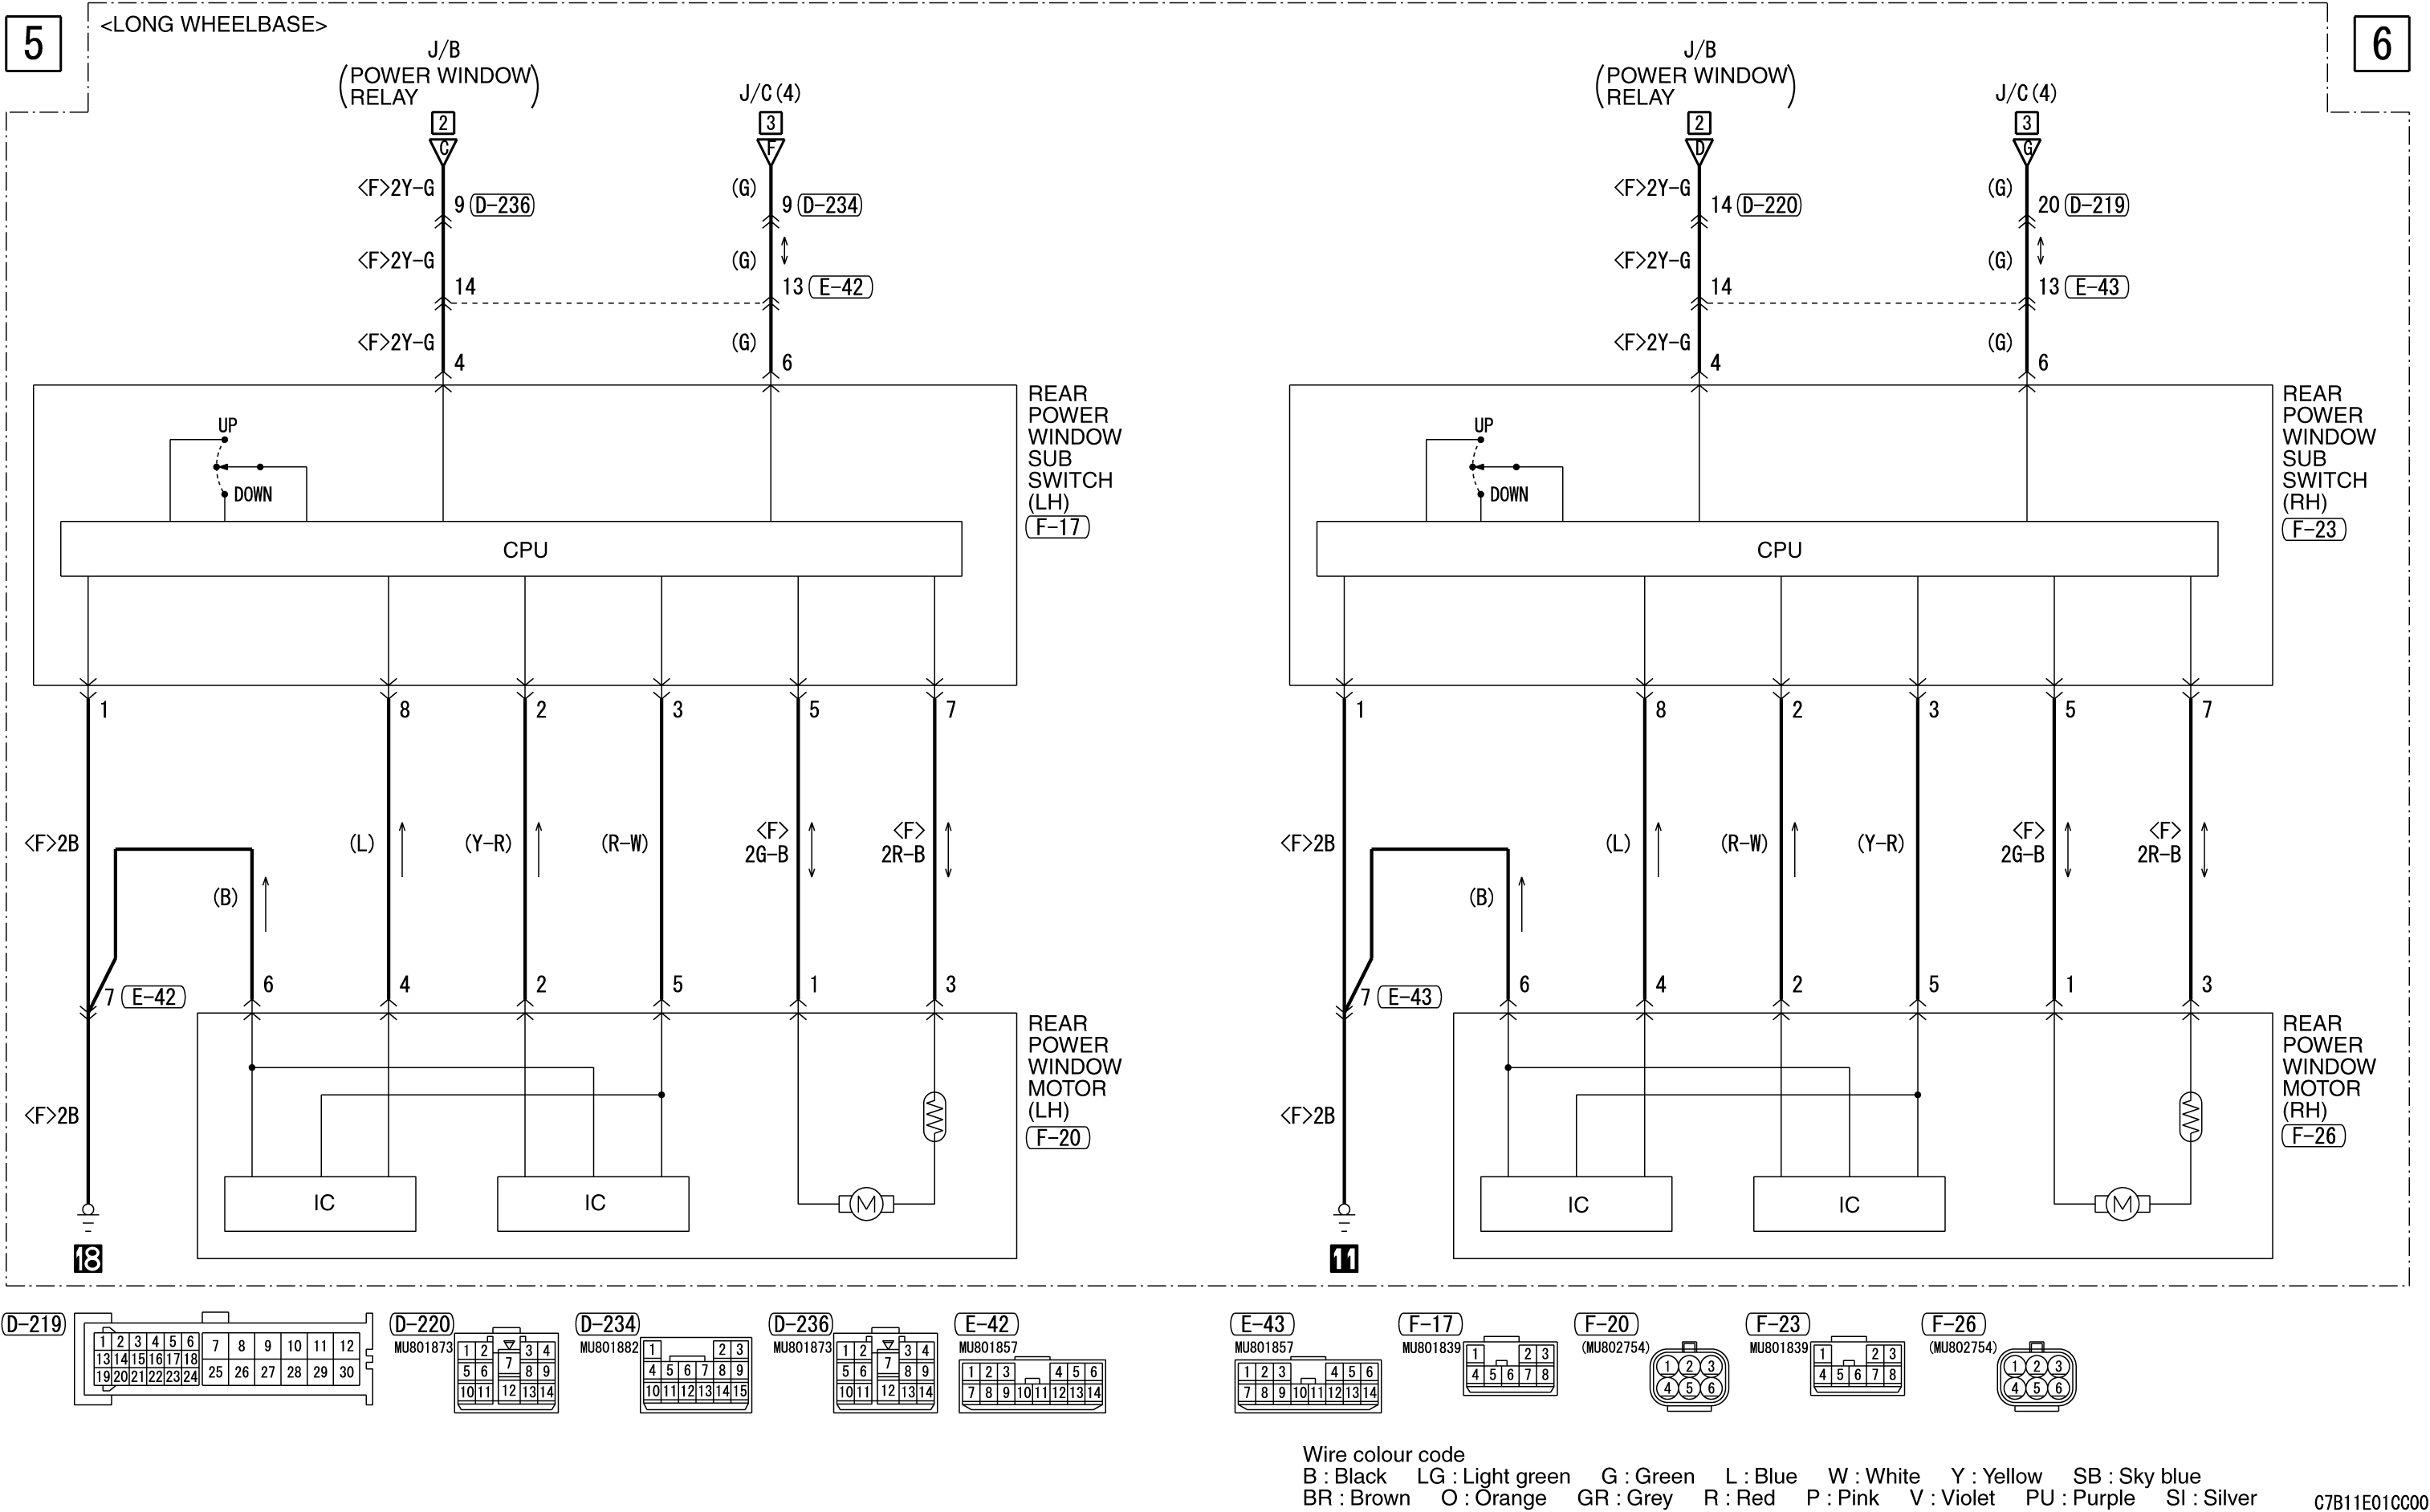 5
<LONG WHEELBASE>
6
J/B
(POWER WINDOW
RELAY)
J/C(4)
J/B
(POWER WINDOW
RELAY)
J/C(4)
2
3
2
3
C
F
D
G
<F>2Y-G
(G)
<F>2Y-G
(G)
9 D-236
9 D-234
14 D-220
20 D-219
<F>2Y-G
(G)
<F>2Y-G
(G)
14
13 E-42
14
13 E-43
<F>2Y-G
(G)
<F>2Y-G
(G)
4
6
4
6
UP
DOWN
CPU
REAR
POWER
WINDOW
SUB
SWITCH
(LH)
F-17
UP
DOWN
CPU
REAR
POWER
WINDOW
SUB
SWITCH
(RH)
F-23
1 8 2 3 5 7
1 8 2 3 5 7
<F>2B
(L)
(Y-R)
(R-W)
<F>
2G-B
<F>
2R-B
(B)
<F>2B
(L)
(R-W)
(Y-R)
<F>
2G-B
<F>
2R-B
(B)
7 E-42
6 4 2 5 1 3
7 E-43
6 4 2 5 1 3
<F>2B
IC
IC
M
REAR
POWER
WINDOW
MOTOR
(LH)
F-20
<F>2B
IC
IC
M
REAR
POWER
WINDOW
MOTOR
(RH)
F-26
18
11
D-219
1 2 3 4 5 6 7 8 9 10 11 12
13 14 15 16 17 18
19 20 21 22 23 24 25 26 27 28 29 30
D-220
MU801873
1 2 3 4
5 6 7 8 9
10 11 12 13 14
D-234
MU801882
1 2 3
4 5 6 7 8 9
10 11 12 13 14 15
D-236
MU801873
1 2 3 4
5 6 7 8 9
10 11 12 13 14
E-42
MU801857
1 2 3 4 5 6
7 8 9 10 11 12 13 14
E-43
MU801857
1 2 3 4 5 6
7 8 9 10 11 12 13 14
F-17
MU801839
1 2 3
4 5 6 7 8
F-20
(MU802754)
1 2 3
4 5 6
F-23
MU801839
1 2 3
4 5 6 7 8
F-26
(MU802754)
1 2 3
4 5 6
Wire colour code
B : Black LG : Light green G : Green L : Blue W : White Y : Yellow SB : Sky blue
BR : Brown O : Orange GR : Grey R : Red P : Pink V : Violet PU : Purple SI : Silver
C7B11E01CC00